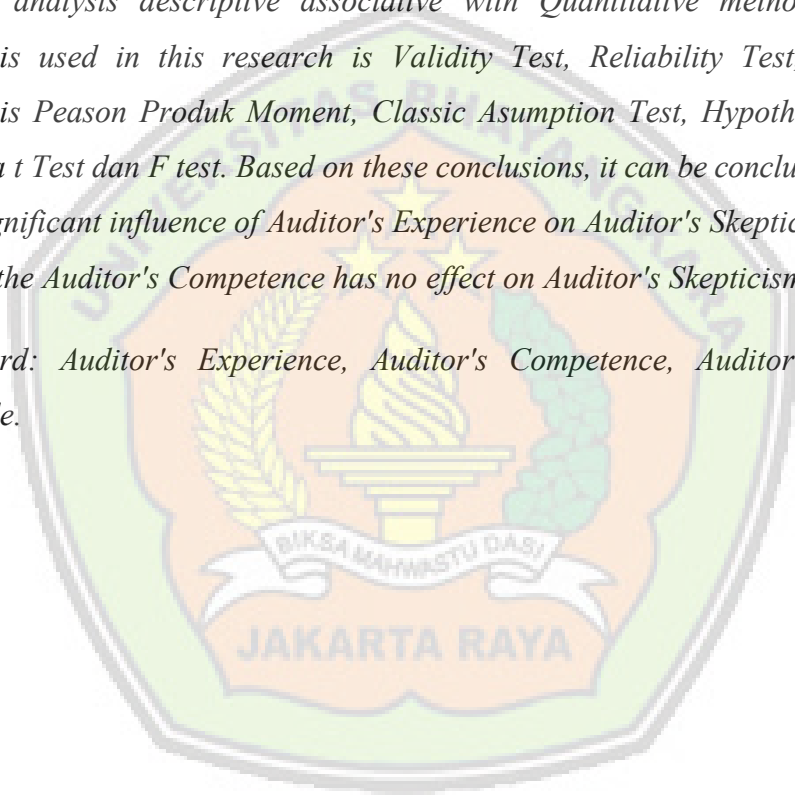 analysis descriptive associative with Quantitative metho
is used in this research is Validity Test, Reliability Test,
is Peason Produk Moment, Classic Asumption Test, Hypoth
t Test dan F test. Based on these conclusions, it can be conclu
gnificant influence of Auditor's Experience on Auditor's Skeptic
the Auditor's Competence has no effect on Auditor's Skepticism
rd: Auditor's Experience, Auditor's Competence, Auditor
le.
UNIVERSITAS BHAYANGKARA
BIKSA MAHWASTU DASI
JAKARTA RAYA